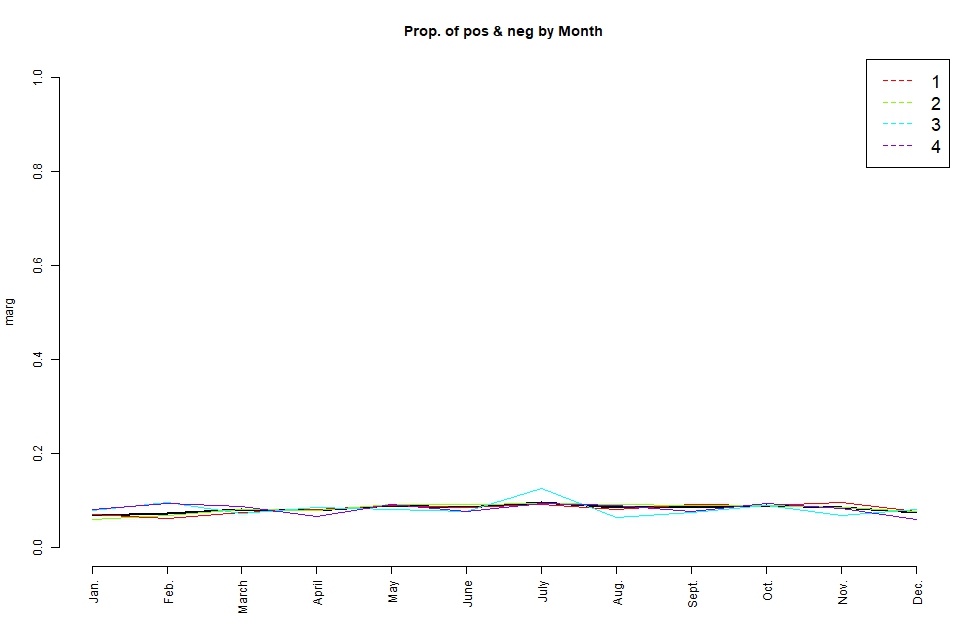 Prop. of pos & neg by Month
1
2
3
4
marg
1.0
0.8
0.6
0.4
0.2
0.0
Jan.
Feb.
March
April
May
June
July
Aug.
Sept.
Oct.
Nov.
Dec.